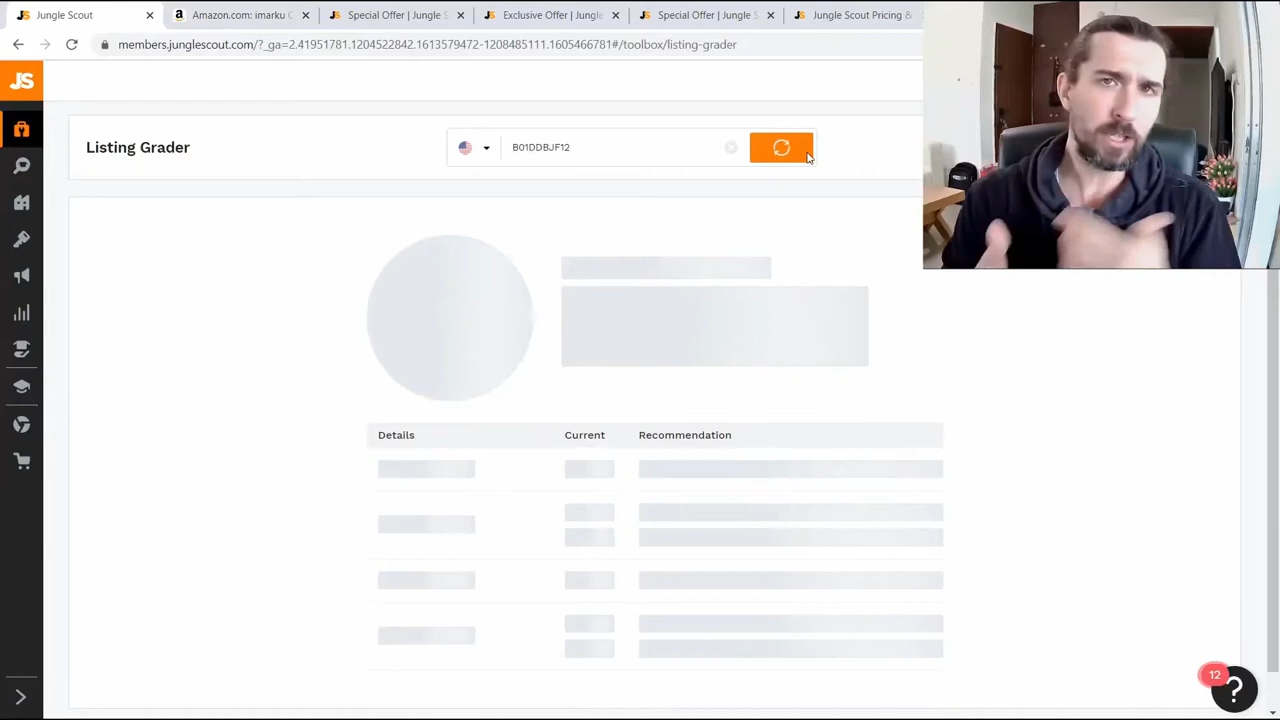 Jungle Scout
Amazon.com: imarku C
Special Offer | Jungle S
Exclusive Offer | Jungle
Special Offer | Jungle S
Jungle Scout Pricing &
members.junglescout.com/?_ga=2.41951781.1204522842.1613579472-1208485111.1605466781#/toolbox/listing-grader
JS
Listing Grader
B01DDBJF12
Details
Current
Recommendation
12
?